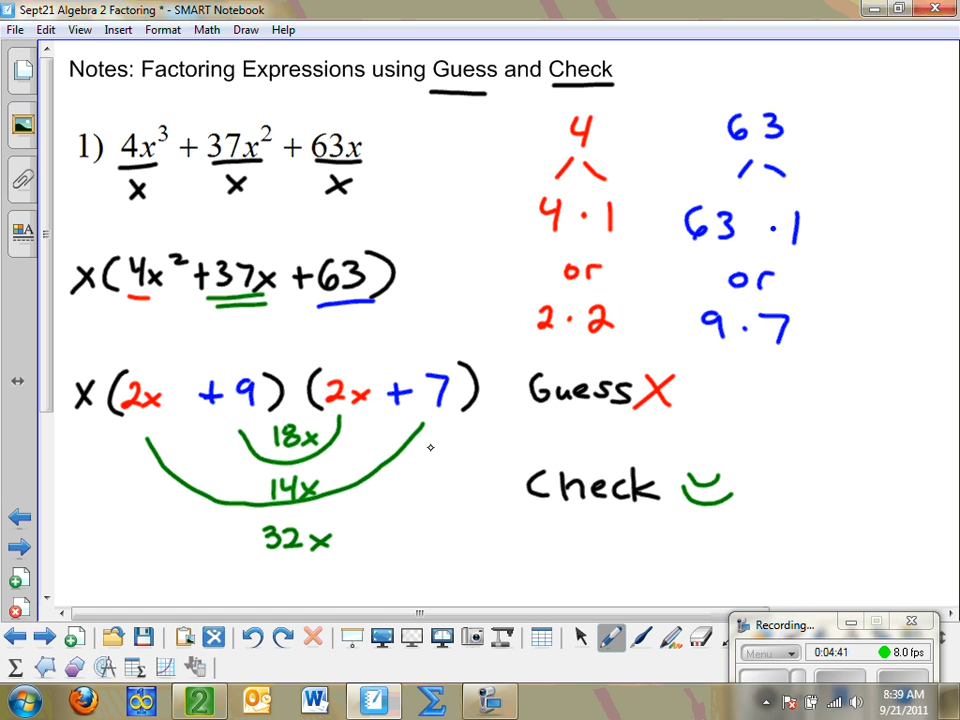 Sept21 Algebra 2 Factoring * - SMART Notebook
File Edit View Insert Format Math Draw Help
Notes: Factoring Expressions using Guess and Check
1) 4x³ + 37x² + 63x
x x x
x(4x² + 37x + 63)
x(2x + 9)(2x + 7)
18x
14x
32x
4
4 · 1
or
2 · 2
63
63 · 1
or
9 · 7
Guess X
Check
Recording...
Menu
0:04:41
8.0 fps
8:39 AM
9/21/2011